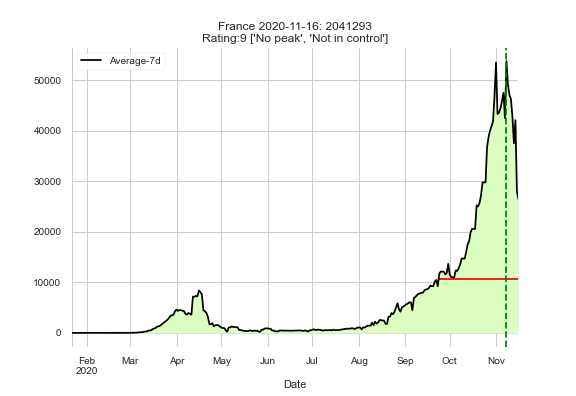 France 2020-11-16: 2041293
Rating:9 ['No peak', 'Not in control']
Average-7d
50000
40000
30000
20000
10000
0
Feb Mar Apr May Jun Jul Aug Sep Oct Nov
2020
Date